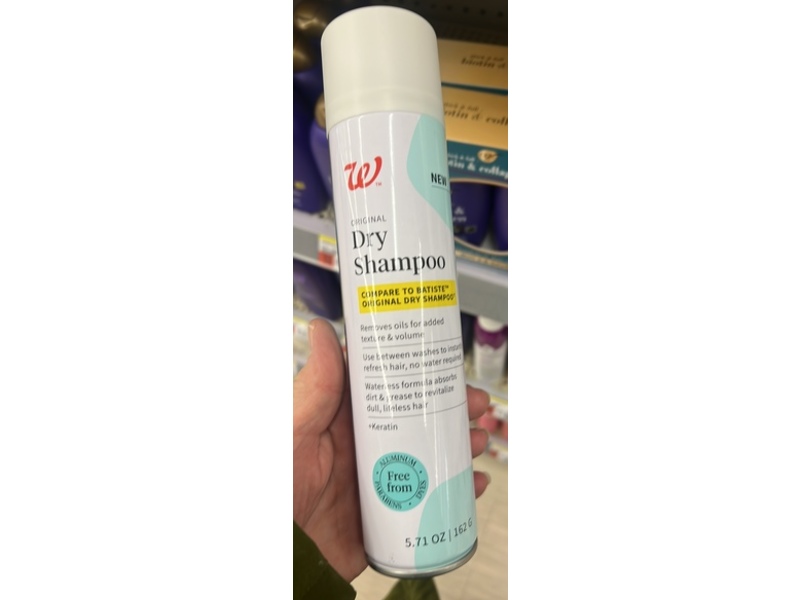 W
NEW
ORIGINAL
Dry
Shampoo
COMPARE TO BATISTE™
ORIGINAL DRY SHAMPOO*
Removes oils for added
texture & volume
Use between washes to
refresh hair, no water required
Waterless formula absorbs
dirt & grease to revitalize
dull, lifeless hair
+Keratin
ALUMINUM
Free
from
PARABENS • DYES
5.71 OZ | 162 G